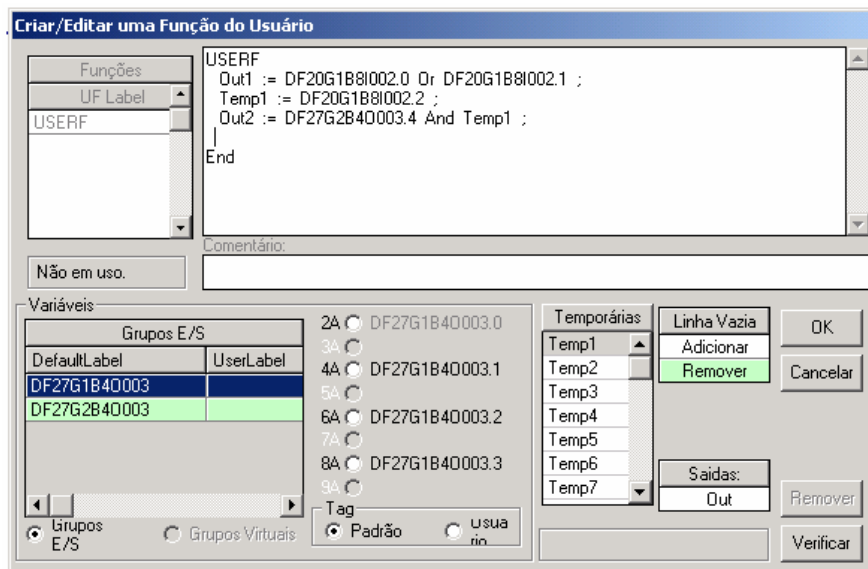 Criar/Editar uma Função do Usuário
Funções
UF Label
USERF
USERF
Out1 := DF20G1B8I002.0 Or DF20G1B8I002.1 ;
Temp1 := DF20G1B8I002.2 ;
Out2 := DF27G2B4O003.4 And Temp1 ;
End
Comentário:
Não em uso.
Variáveis
Grupos E/S
DefaultLabel UserLabel
DF27G1B4O003
DF27G2B4O003
Grupos E/S
Grupos Virtuais
2A DF27G1B4O003.0
3A
4A DF27G1B4O003.1
5A
6A DF27G1B4O003.2
7A
8A DF27G1B4O003.3
9A
Tag
Padrão
Usua
rio
Temporárias
Temp1
Temp2
Temp3
Temp4
Temp5
Temp6
Temp7
Linha Vazia
Adicionar
Remover
Saidas:
Out
OK
Cancelar
Remover
Verificar